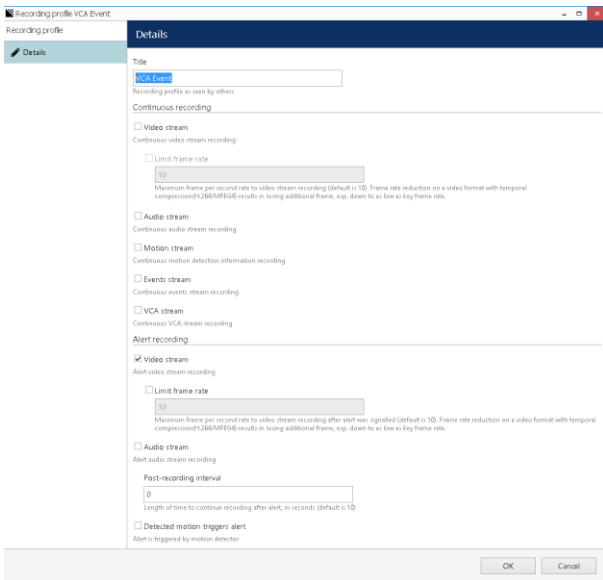 Recording profile VCA Event
Recording profile
Details
Details
Title
VCA Event
Recording profile as seen by others
Continuous recording
Video stream
Continuous video stream recording
Limit frame rate
10
Maximum frame per second rate to video stream recording (default is 10). Frame rate reduction on a video format with temporal
compression(H.264/MPEG4) results in losing additional frame, esp. down to as low as key frame rate.
Audio stream
Continuous audio stream recording
Motion stream
Continuous motion detection information recording
Events stream
Continuous events stream recording
VCA stream
Continuous VCA stream recording
Alert recording
Video stream
Alert video stream recording
Limit frame rate
10
Maximum frame per second rate to video stream recording after alert was signalled (default is 10). Frame rate reduction on a video format with temporal
compression(H.264/MPEG4) results in losing additional frame, esp. down to as low as key frame rate.
Audio stream
Alert audio stream recording
Post-recording interval
0
Length of time to continue recording after alert, in seconds (default is 10)
Detected motion triggers alert
Alert is triggered by motion detector
OK
Cancel